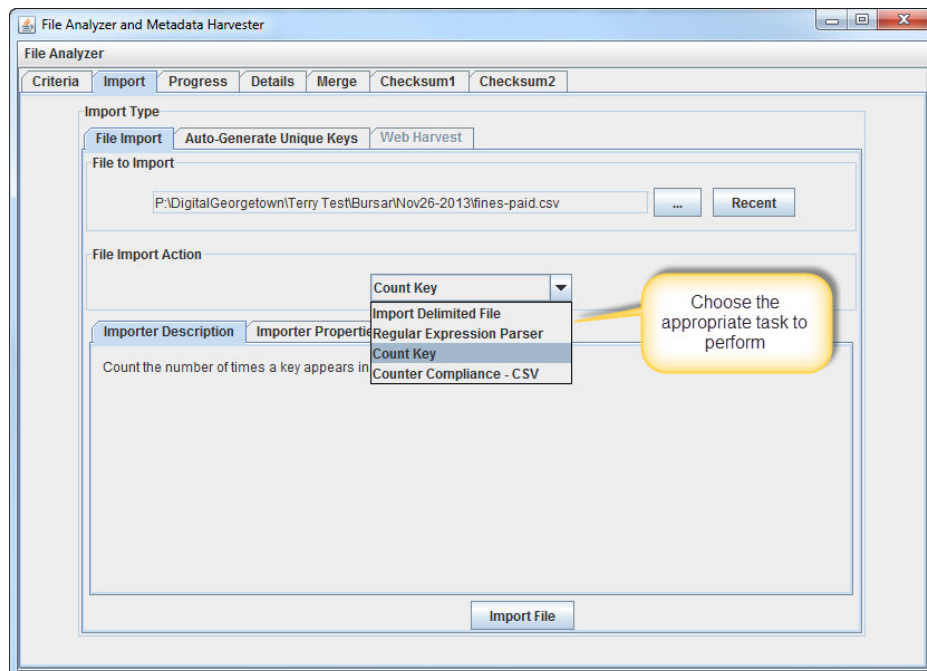 File Analyzer and Metadata Harvester
File Analyzer
Criteria Import Progress Details Merge Checksum1 Checksum2
Import Type
File Import Auto-Generate Unique Keys Web Harvest
File to Import
P:\DigitalGeorgetown\Terry Test\Bursar\Nov26-2013\fines-paid.csv ... Recent
File Import Action
Count Key
Import Delimited File
Regular Expression Parser
Count Key
Counter Compliance - CSV
Choose the
appropriate task to
perform
Importer Description Importer Propertie
Count the number of times a key appears in
Import File